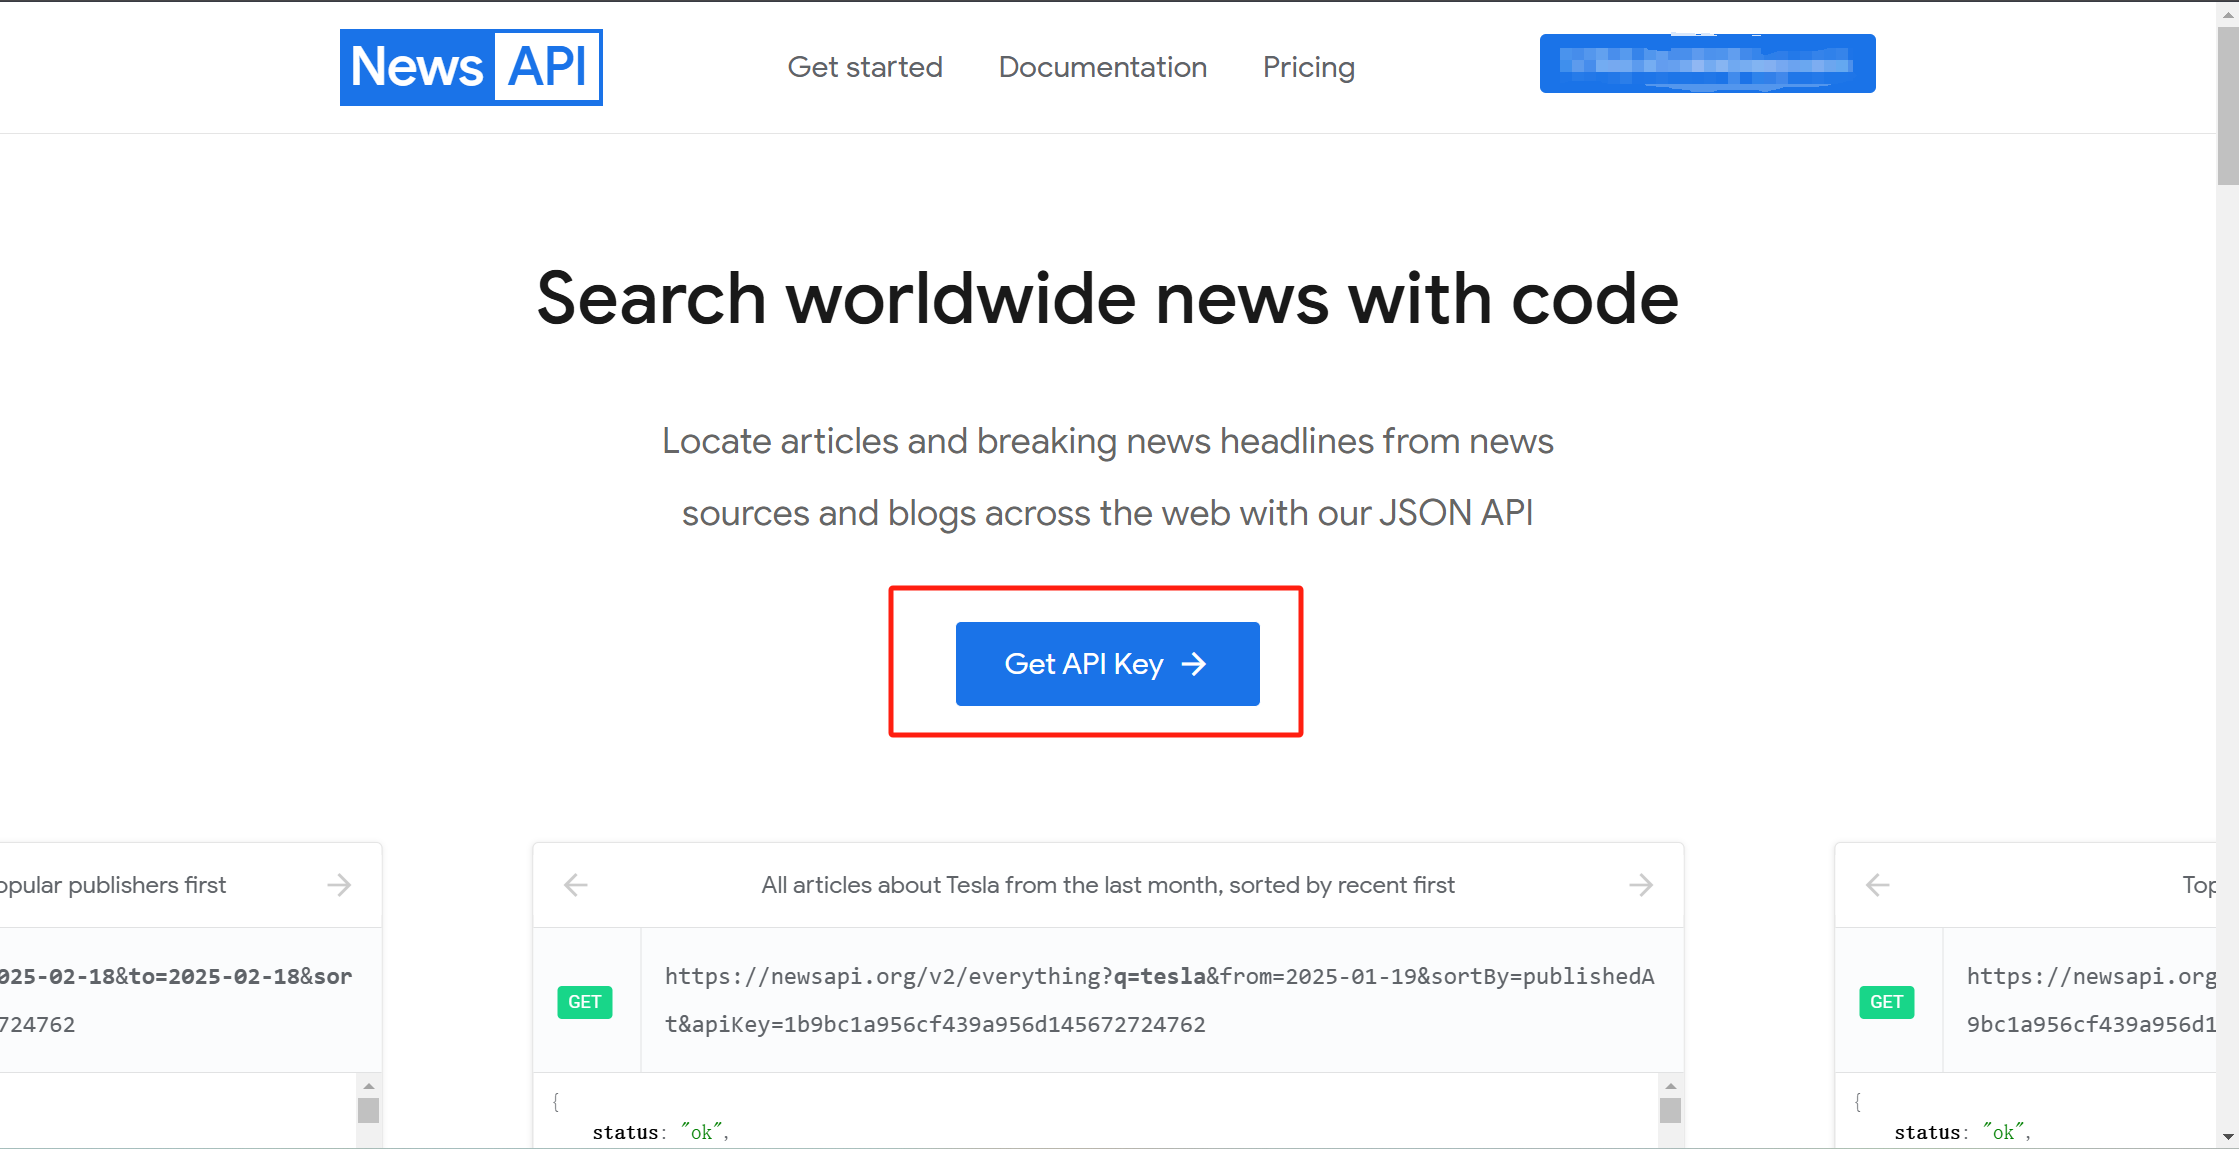 News API
Get started
Documentation
Pricing
Search worldwide news with code
Locate articles and breaking news headlines from news
sources and blogs across the web with our JSON API
Get API Key →
opular publishers first →
025-02-18&to=2025-02-18&sor
724762
← All articles about Tesla from the last month, sorted by recent first →
GET
https://newsapi.org/v2/everything?q=tesla&from=2025-01-19&sortBy=publishedA
t&apiKey=1b9bc1a956cf439a956d145672724762
{
status: "ok",
← Top
GET
https://newsapi.org
9bc1a956cf439a956d1
{
status: "ok",